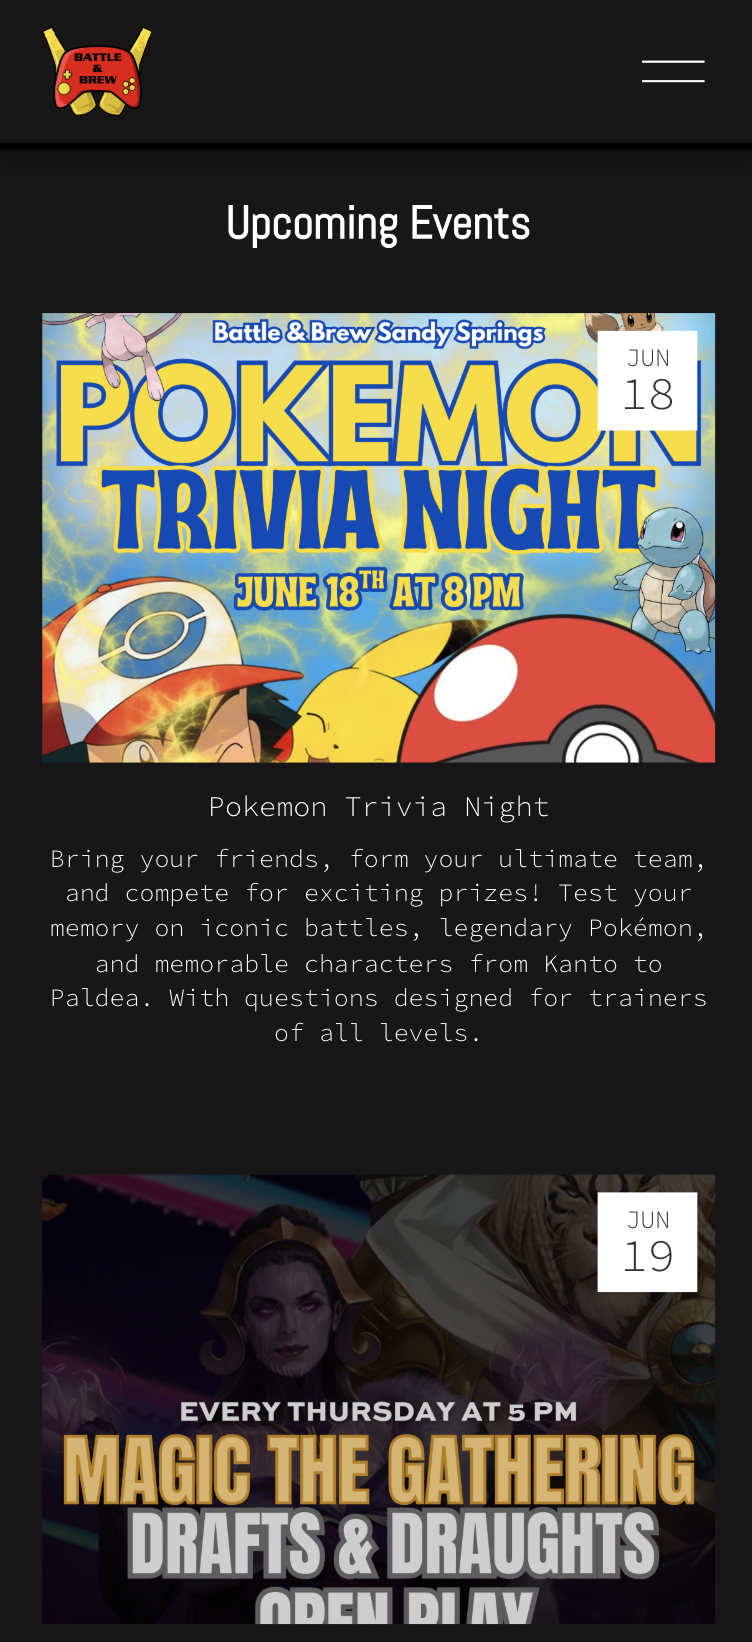 BATTLE
&
BREW
Upcoming Events
Battle & Brew Sandy Springs
JUN
18
POKEMON
TRIVIA NIGHT
JUNE 18TH AT 8 PM
Pokemon Trivia Night
Bring your friends, form your ultimate team,
and compete for exciting prizes! Test your
memory on iconic battles, legendary Pokémon,
and memorable characters from Kanto to
Paldea. With questions designed for trainers
of all levels.
JUN
19
EVERY THURSDAY AT 5 PM
MAGIC THE GATHERING
DRAFTS & DRAUGHTS
OPEN PLAY